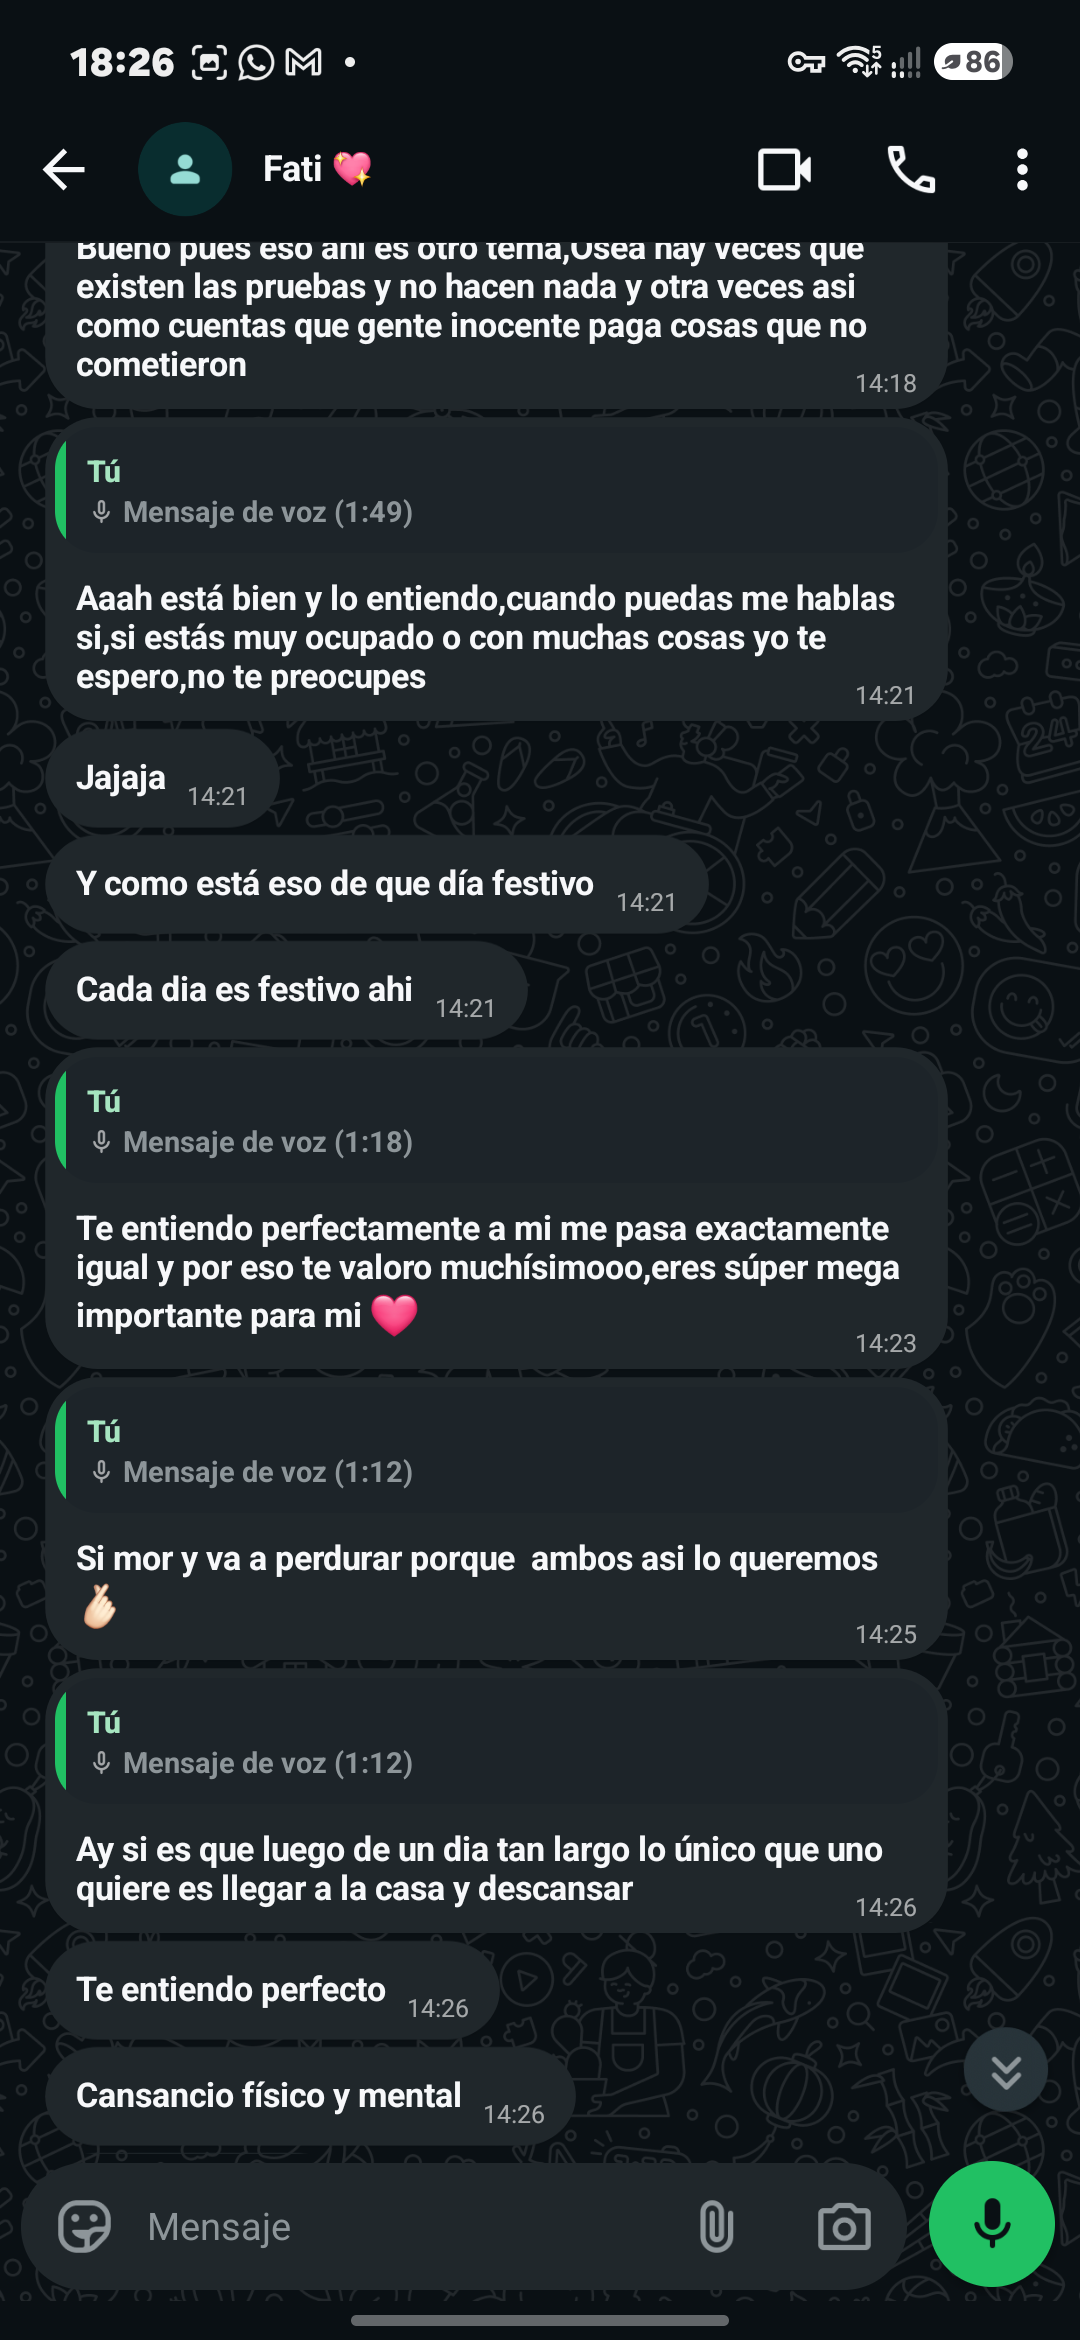 18:26
5
86
Fati
Bueno pues eso ahi es otro tema,Osea hay veces que
existen las pruebas y no hacen nada y otra veces asi
como cuentas que gente inocente paga cosas que no
cometieron
14:18
Tú
Mensaje de voz (1:49)
Aaah está bien y lo entiendo,cuando puedas me hablas
si,si estás muy ocupado o con muchas cosas yo te
espero,no te preocupes
14:21
Jajaja 14:21
Y como está eso de que día festivo 14:21
Cada dia es festivo ahi 14:21
Tú
Mensaje de voz (1:18)
Te entiendo perfectamente a mi me pasa exactamente
igual y por eso te valoro muchísimooo,eres súper mega
importante para mi
14:23
Tú
Mensaje de voz (1:12)
Si mor y va a perdurar porque  ambos asi lo queremos
14:25
Tú
Mensaje de voz (1:12)
Ay si es que luego de un dia tan largo lo único que uno
quiere es llegar a la casa y descansar
14:26
Te entiendo perfecto 14:26
Cansancio físico y mental 14:26
Mensaje